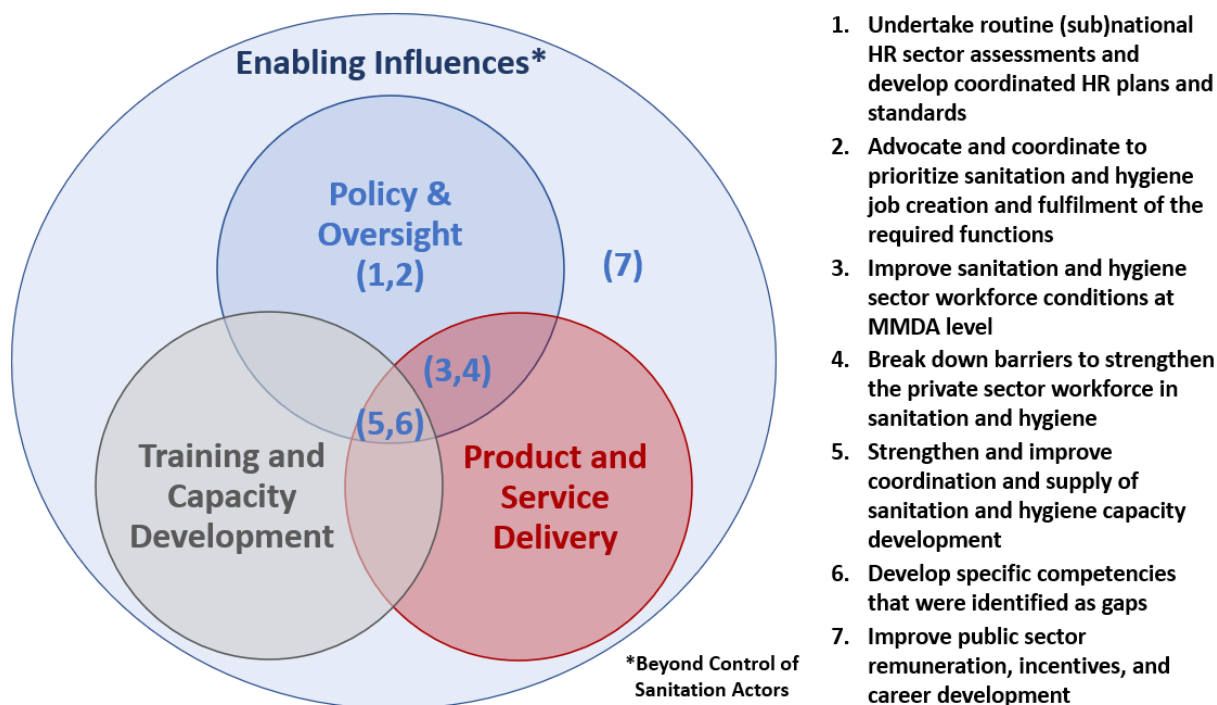 Enabling Influences*
Policy &
Oversight
(1,2)
(7)
(3,4)
(5,6)
Training and
Capacity
Development
Product and
Service
Delivery
*Beyond Control of
Sanitation Actors
1. Undertake routine (sub)national
HR sector assessments and
develop coordinated HR plans and
standards
2. Advocate and coordinate to
prioritize sanitation and hygiene
job creation and fulfilment of the
required functions
3. Improve sanitation and hygiene
sector workforce conditions at
MMDA level
4. Break down barriers to strengthen
the private sector workforce in
sanitation and hygiene
5. Strengthen and improve
coordination and supply of
sanitation and hygiene capacity
development
6. Develop specific competencies
that were identified as gaps
7. Improve public sector
remuneration, incentives, and
career development